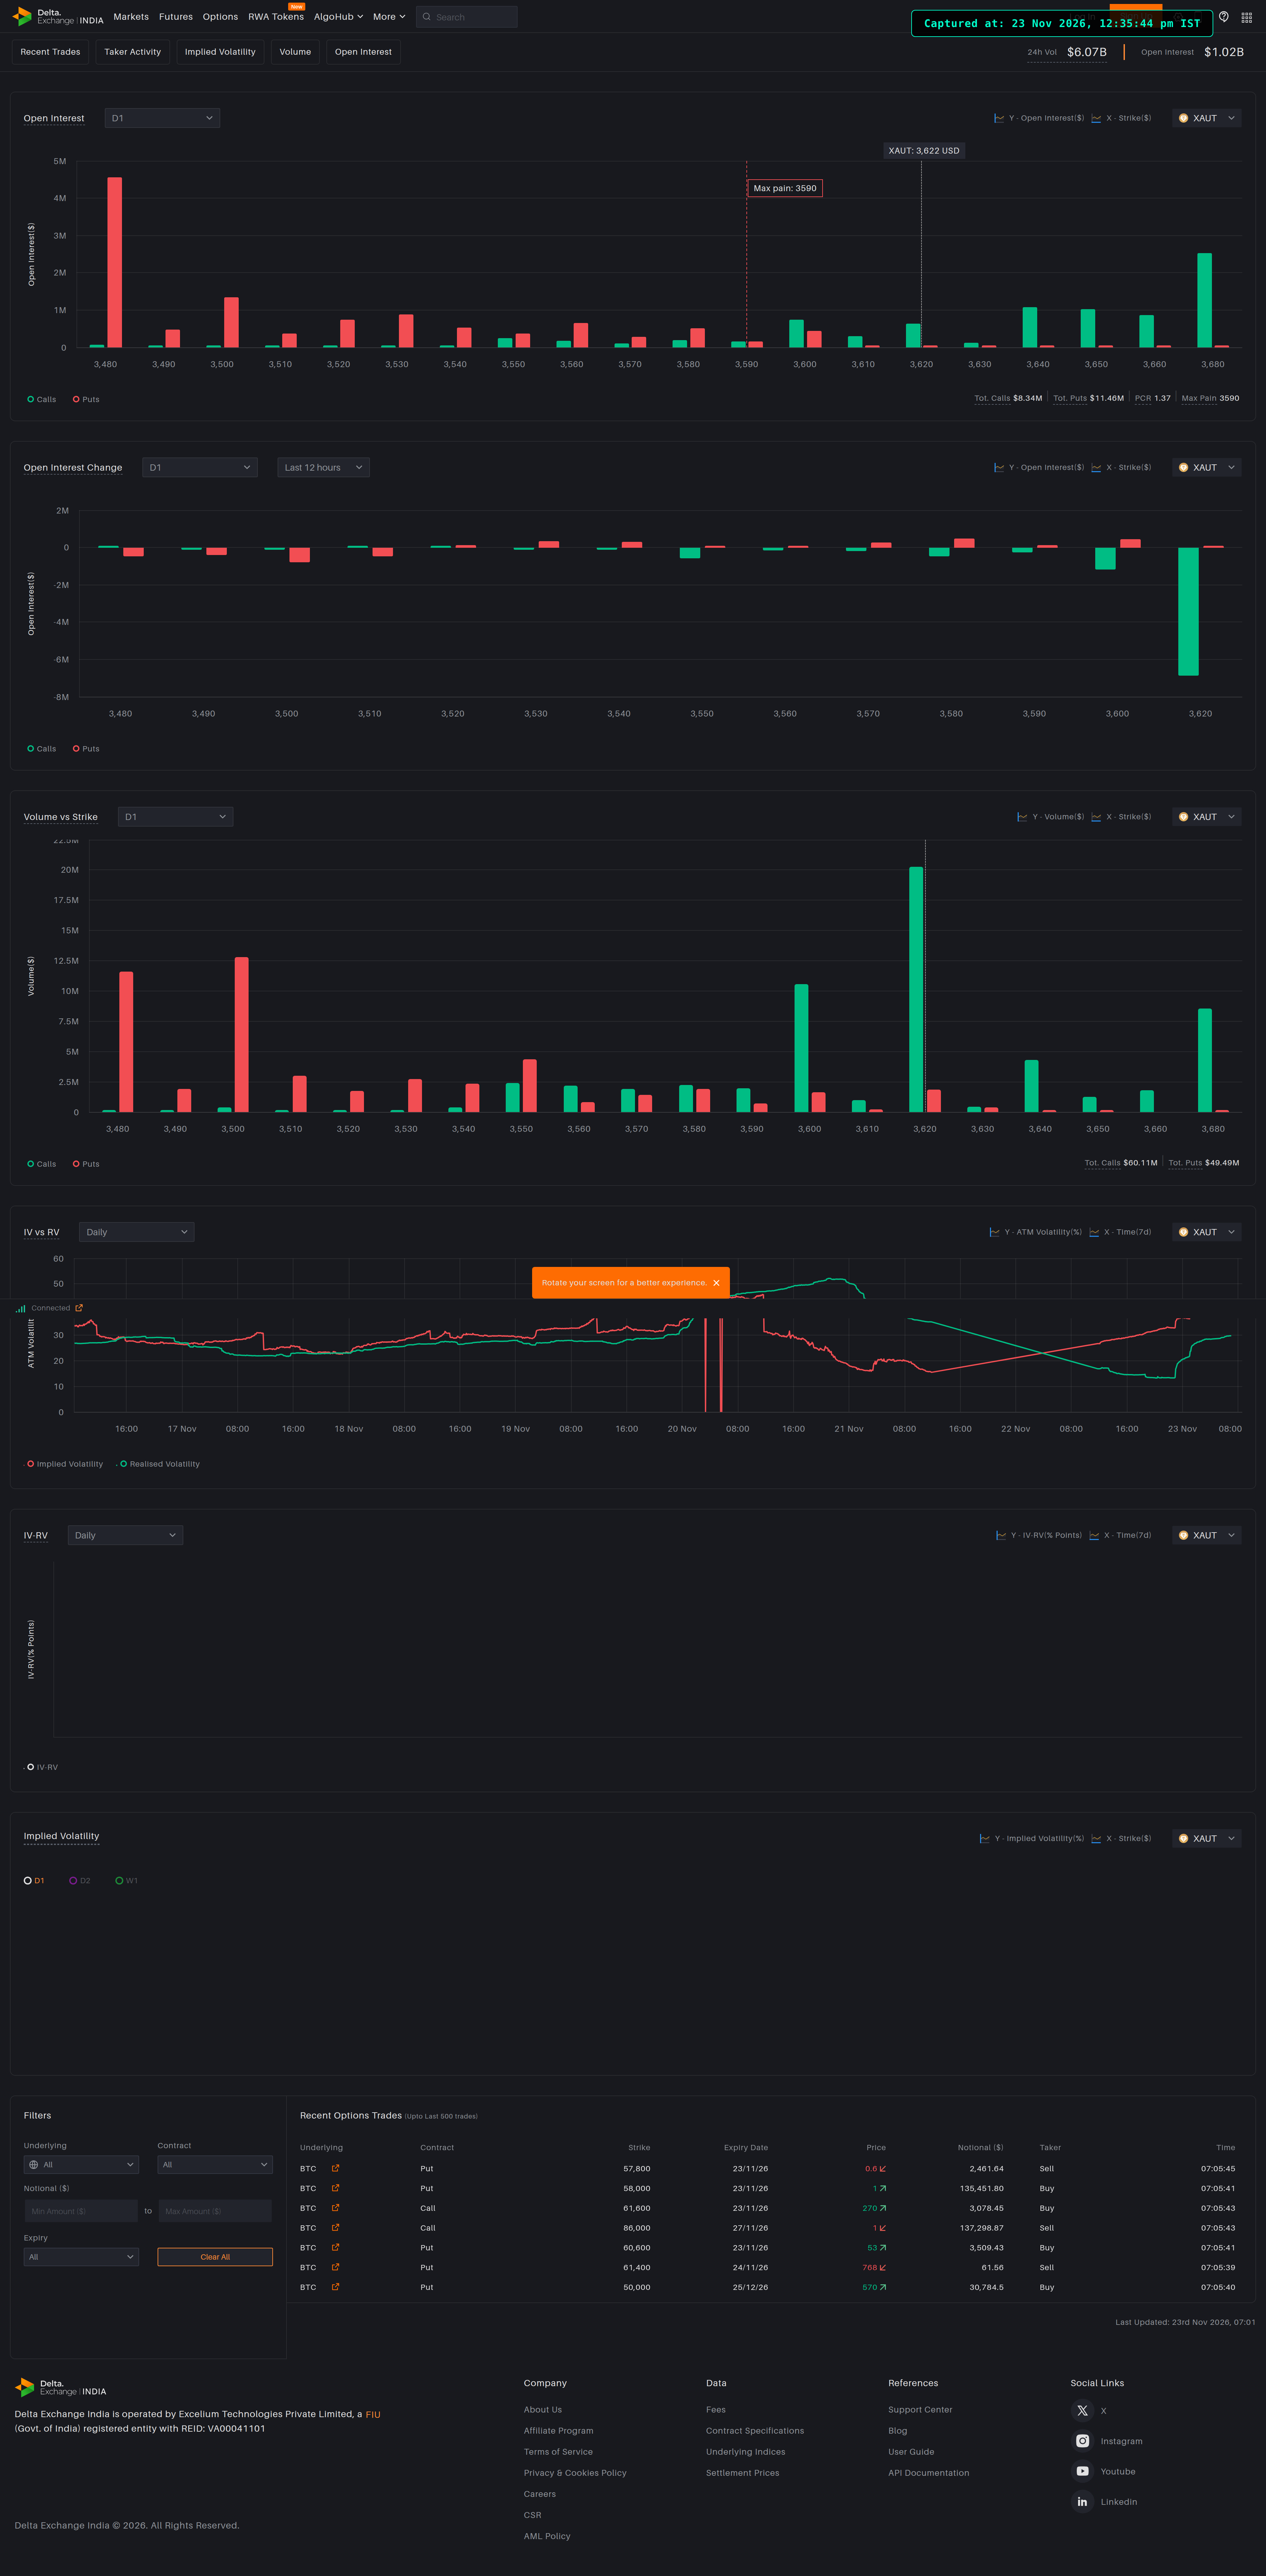 Delta.
Exchange | INDIA
Markets Futures Options RWA Tokens New AlgoHub More Search
Captured at: 23 Nov 2026, 12:35:44 pm IST
Recent Trades Taker Activity Implied Volatility Volume Open Interest
24h Vol $6.07B Open Interest $1.02B
Open Interest D1 Y - Open Interest($) X - Strike($) XAUT
XAUT: 3,622 USD
Max pain: 3590
Open Interest($)
5M
4M
3M
2M
1M
0
3,480 3,490 3,500 3,510 3,520 3,530 3,540 3,550 3,560 3,570 3,580 3,590 3,600 3,610 3,620 3,630 3,640 3,650 3,660 3,680
Calls Puts
Tot. Calls $8.34M Tot. Puts $11.46M PCR 1.37 Max Pain 3590
Open Interest Change D1 Last 12 hours Y - Open Interest($) X - Strike($) XAUT
Open Interest($)
2M
0
-2M
-4M
-6M
-8M
3,480 3,490 3,500 3,510 3,520 3,530 3,540 3,550 3,560 3,570 3,580 3,590 3,600 3,620
Calls Puts
Volume vs Strike D1 Y - Volume($) X - Strike($) XAUT
Volume($)
22.5M
20M
17.5M
15M
12.5M
10M
7.5M
5M
2.5M
0
3,480 3,490 3,500 3,510 3,520 3,530 3,540 3,550 3,560 3,570 3,580 3,590 3,600 3,610 3,620 3,630 3,640 3,650 3,660 3,680
Calls Puts
Tot. Calls $60.11M Tot. Puts $49.49M
IV vs RV Daily Y - ATM Volatility(%) X - Time(7d) XAUT
60
50
Rotate your screen for a better experience.
Connected
ATM Volatilit
30
20
10
0
16:00 17 Nov 08:00 16:00 18 Nov 08:00 16:00 19 Nov 08:00 16:00 20 Nov 08:00 16:00 21 Nov 08:00 16:00 22 Nov 08:00 16:00 23 Nov 08:00
Implied Volatility Realised Volatility
IV-RV Daily Y - IV-RV(% Points) X - Time(7d) XAUT
IV-RV(% Points)
IV-RV
Implied Volatility Y - Implied Volatility(%) X - Strike($) XAUT
D1 D2 W1
Filters
Underlying Contract
All All
Notional ($)
Min Amount ($) to Max Amount ($)
Expiry
All Clear All
Recent Options Trades (Upto Last 500 trades)
Underlying Contract Strike Expiry Date Price Notional ($) Taker Time
BTC Put 57,800 23/11/26 0.6 2,461.64 Sell 07:05:45
BTC Put 58,000 23/11/26 1 135,451.80 Buy 07:05:41
BTC Call 61,600 23/11/26 270 3,078.45 Buy 07:05:43
BTC Call 86,000 27/11/26 1 137,298.87 Sell 07:05:43
BTC Put 60,600 23/11/26 53 3,509.43 Buy 07:05:41
BTC Put 61,400 24/11/26 768 61.56 Sell 07:05:39
BTC Put 50,000 25/12/26 570 30,784.5 Buy 07:05:40
Last Updated: 23rd Nov 2026, 07:01
Delta.
Exchange | INDIA
Delta Exchange India is operated by Excelium Technologies Private Limited, a FIU
(Govt. of India) registered entity with REID: VA00041101
Delta Exchange India © 2026. All Rights Reserved.
Company
About Us
Affiliate Program
Terms of Service
Privacy & Cookies Policy
Careers
CSR
AML Policy
Data
Fees
Contract Specifications
Underlying Indices
Settlement Prices
References
Support Center
Blog
User Guide
API Documentation
Social Links
X
Instagram
Youtube
Linkedin